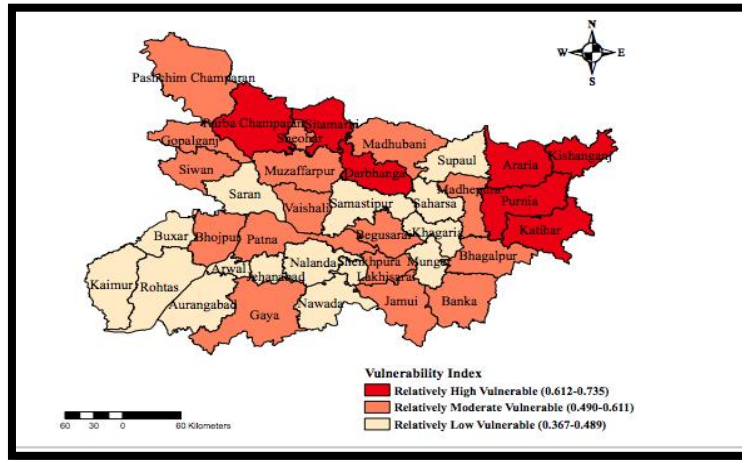 N
W E
S
Pashchim Champaran
Purba Champaran
Sitamarhi
Sheohar
Gopalganj
Madhubani
Siwan
Muzaffarpur
Darbhanga
Supaul
Araria
Kishanganj
Saran
Vaishali
Samastipur
Saharsa
Madhepura
Purnia
Katihar
Buxar
Bhojpur
Patna
Begusarai
Khagaria
Bhagalpur
Kaimur
Rohtas
Arwal
Jehanabad
Nalanda
Sheikhpura
Lakhisarai
Munger
Aurangabad
Gaya
Nawada
Jamui
Banka
Vulnerability Index
Relatively High Vulnerable (0.612-0.735)
Relatively Moderate Vulnerable (0.490-0.611)
Relatively Low Vulnerable (0.367-0.489)
60 30 0 60 Kilometers